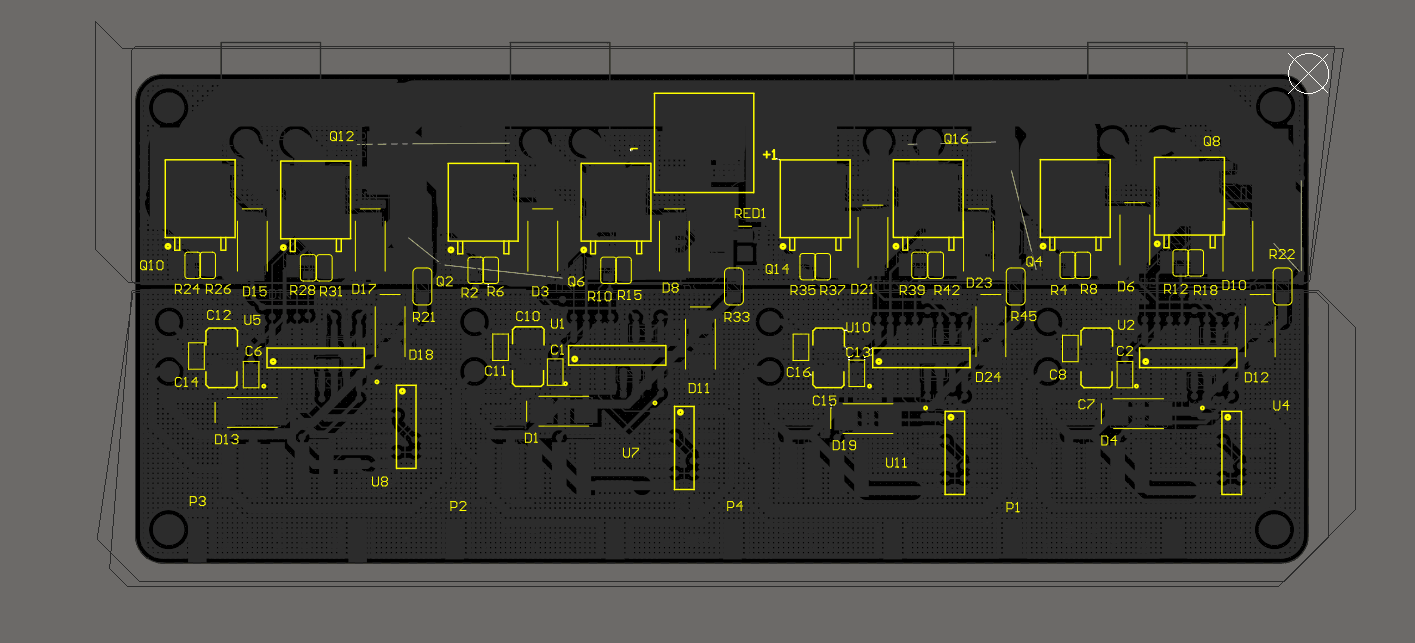 Q12
Q16
Q8
+1
RED1
Q10
R24 R26
D15
R28 R31
D17
Q2
R2 R6
D3
Q6
R10 R15
D8
Q14
R35 R37
D21
R39 R42
D23
Q4
R4 R8
D6
R12 R18
D10
R22
C12
U5
R21
C10
U1
R33
U10
R45
U2
C14
C6
D18
C11
C1
D11
C16
C13
D24
C8
C2
D12
C15
C7
U4
D13
D1
D19
D4
U8
U7
U11
P3
P2
P4
P1